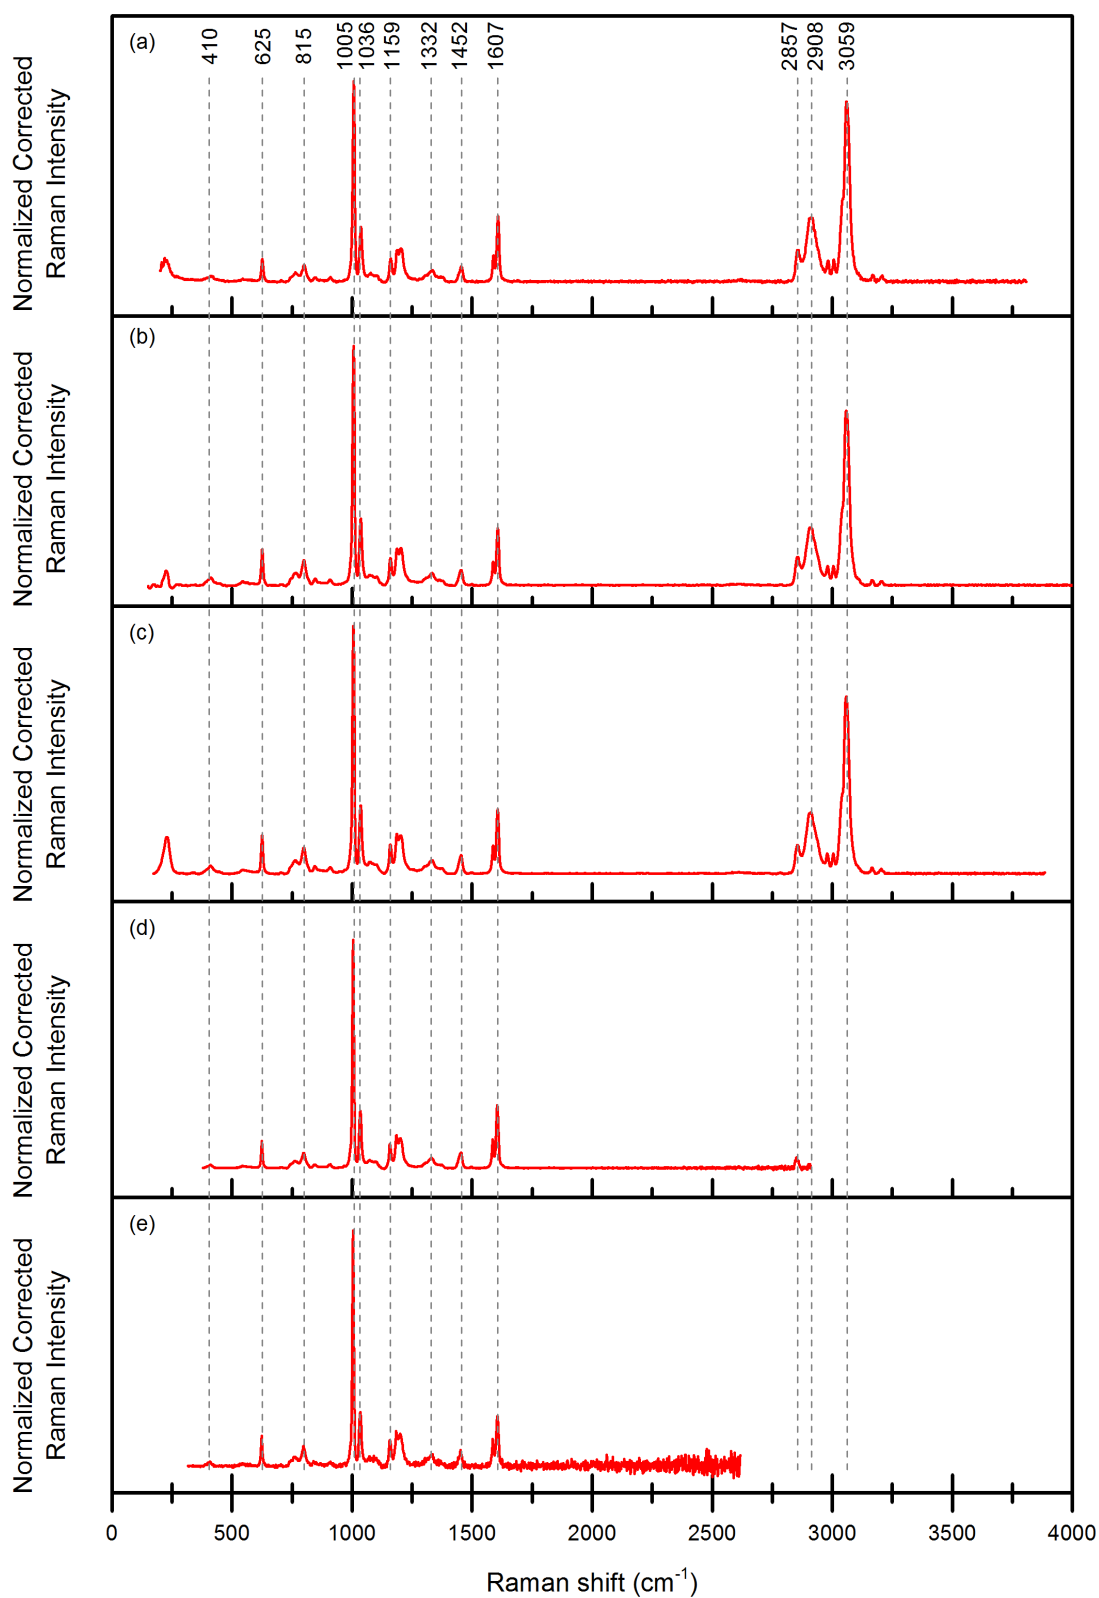 (a)
410
625
815
1005
1036
1159
1332
1452
1607
2857
2908
3059
Normalized Corrected
Raman Intensity
(b)
Normalized Corrected
Raman Intensity
(c)
Normalized Corrected
Raman Intensity
(d)
Normalized Corrected
Raman Intensity
(e)
Normalized Corrected
Raman Intensity
0 500 1000 1500 2000 2500 3000 3500 4000
Raman shift (cm⁻¹)